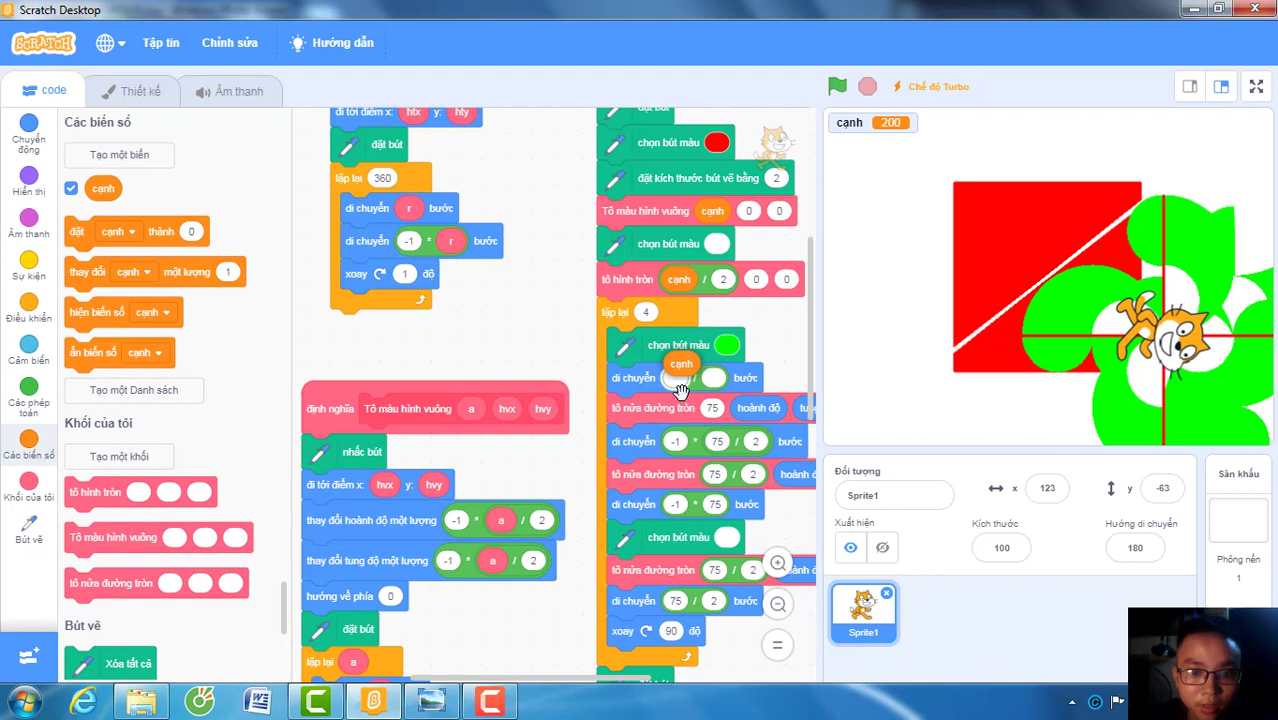 Scratch Desktop
SCRATCH Tập tin Chỉnh sửa Hướng dẫn
code Thiết kế Âm thanh
Chế độ Turbo
Chuyển động
Hiển thị
Âm thanh
Sự kiện
Điều khiển
Cảm biến
Các phép toán
Các biến số
Khối của tôi
Bút vẽ
Các biến số
Tạo một biến
cạnh
đặt cạnh thành 0
thay đổi cạnh một lượng 1
hiện biến số cạnh
ẩn biến số cạnh
Tạo một Danh sách
Khối của tôi
Tạo một khối
tô hình tròn
Tô màu hình vuông
tô nửa đường tròn
Bút vẽ
Xóa tất cả
đi tới điểm x: htx y: hty
đặt bút
lặp lại 360
di chuyển r bước
di chuyển -1 * r bước
xoay 1 độ
định nghĩa Tô màu hình vuông a hvx hvy
nhấc bút
đi tới điểm x: hvx y: hvy
thay đổi hoành độ một lượng -1 * a / 2
thay đổi tung độ một lượng -1 * a / 2
hướng về phía 0
đặt bút
lặp lại a
đặt bút
chọn bút màu
đặt kích thước bút vẽ bằng 2
Tô màu hình vuông cạnh 0 0
chọn bút màu
tô hình tròn cạnh / 2 0 0
lặp lại 4
chọn bút màu
cạnh
di chuyển / bước
tô nửa đường tròn 75 hoành độ
di chuyển -1 * 75 / 2 bước
tô nửa đường tròn 75 / 2
di chuyển -1 * 75 bước
chọn bút màu
tô nửa đường tròn 75 / 2
di chuyển 75 / 2 bước
xoay 90 độ
cạnh 200
Đối tượng
Sprite1
x 123
y -63
Xuất hiện
Kích thước
100
Hướng di chuyển
180
Sprite1
Sân khấu
Phông nền
1